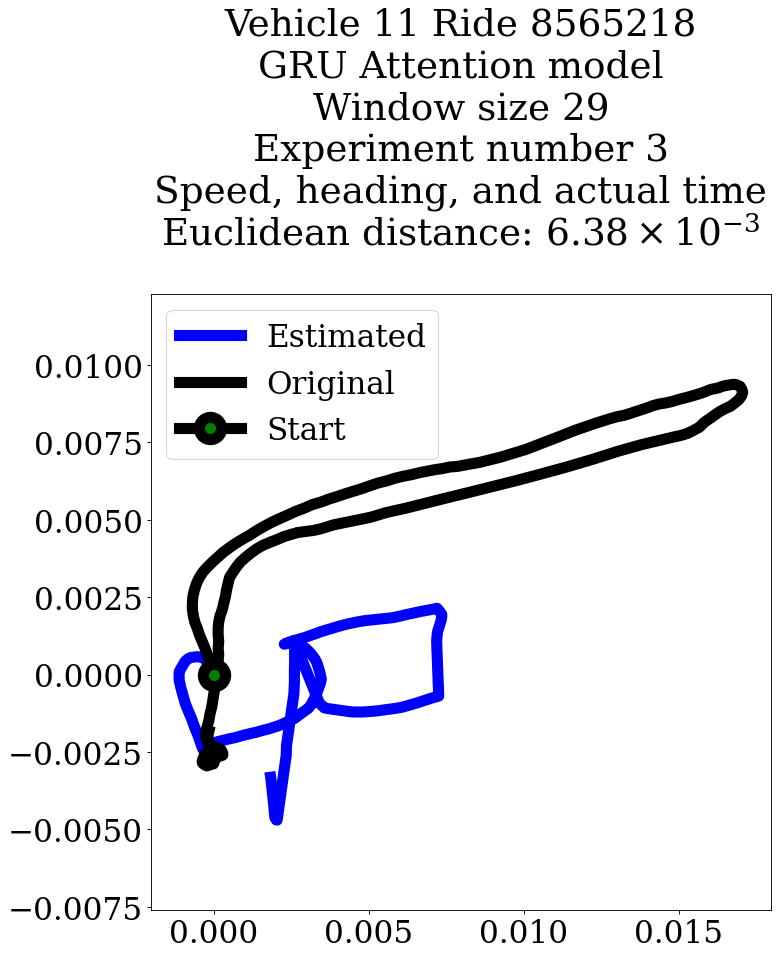 Vehicle 11 Ride 8565218
GRU Attention model
Window size 29
Experiment number 3
Speed, heading, and actual time
Euclidean distance: 6.38 × 10⁻³
Estimated
Original
Start
0.0100
0.0075
0.0050
0.0025
0.0000
−0.0025
−0.0050
−0.0075
0.000 0.005 0.010 0.015